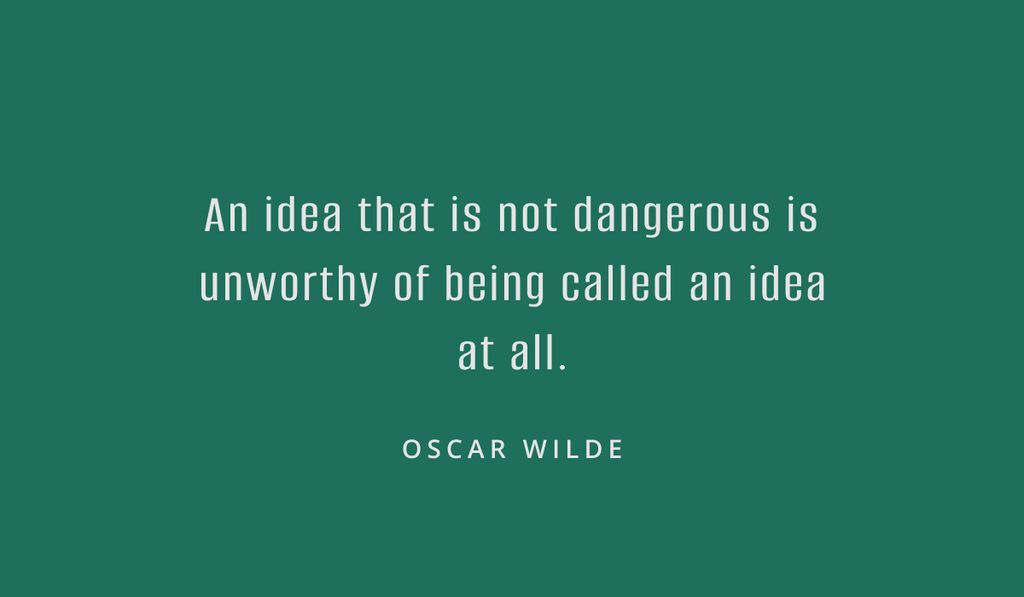 An idea that is not dangerous is
unworthy of being called an idea
at all.
OSCAR WILDE